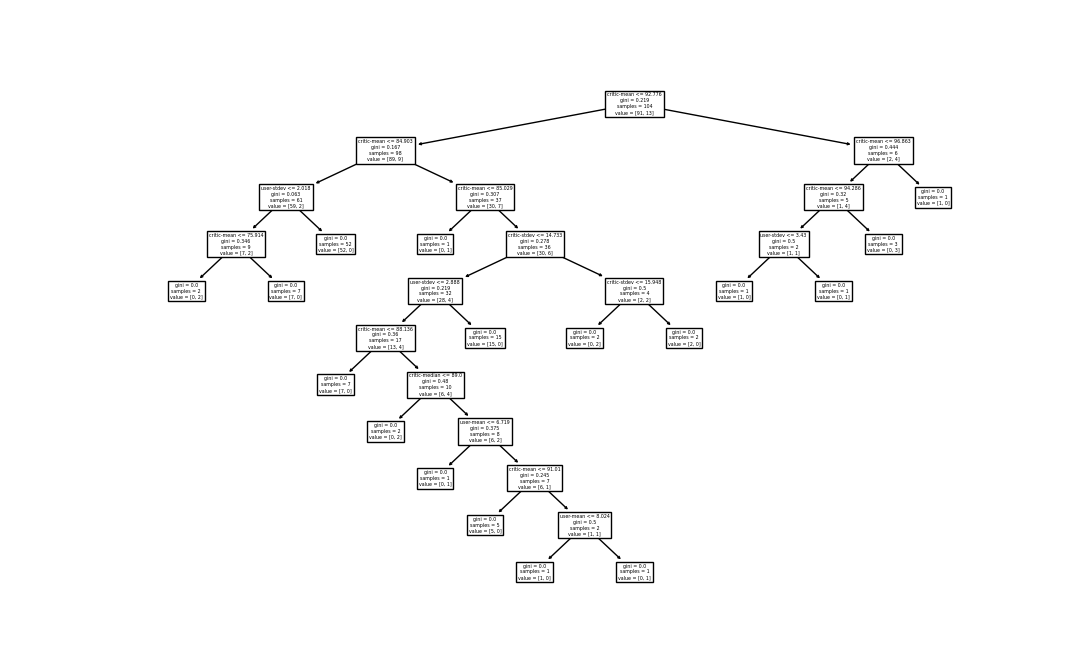 critic-mean <= 92.776
gini = 0.219
samples = 104
value = [91, 13]
critic-mean <= 84.903
gini = 0.167
samples = 98
value = [89, 9]
critic-mean <= 96.863
gini = 0.444
samples = 6
value = [2, 4]
user-stdev <= 2.018
gini = 0.063
samples = 61
value = [59, 2]
critic-mean <= 85.029
gini = 0.307
samples = 37
value = [30, 7]
critic-mean <= 94.286
gini = 0.32
samples = 5
value = [1, 4]
gini = 0.0
samples = 1
value = [1, 0]
critic-mean <= 75.914
gini = 0.346
samples = 9
value = [7, 2]
gini = 0.0
samples = 52
value = [52, 0]
gini = 0.0
samples = 1
value = [0, 1]
critic-stdev <= 14.733
gini = 0.278
samples = 36
value = [30, 6]
user-stdev <= 3.43
gini = 0.5
samples = 2
value = [1, 1]
gini = 0.0
samples = 3
value = [0, 3]
gini = 0.0
samples = 2
value = [0, 2]
gini = 0.0
samples = 7
value = [7, 0]
user-stdev <= 2.888
gini = 0.219
samples = 32
value = [28, 4]
critic-stdev <= 15.948
gini = 0.5
samples = 4
value = [2, 2]
gini = 0.0
samples = 1
value = [1, 0]
gini = 0.0
samples = 1
value = [0, 1]
critic-mean <= 88.136
gini = 0.36
samples = 17
value = [13, 4]
gini = 0.0
samples = 15
value = [15, 0]
gini = 0.0
samples = 2
value = [0, 2]
gini = 0.0
samples = 2
value = [2, 0]
gini = 0.0
samples = 7
value = [7, 0]
critic-median <= 89.0
gini = 0.48
samples = 10
value = [6, 4]
gini = 0.0
samples = 2
value = [0, 2]
user-mean <= 6.719
gini = 0.375
samples = 8
value = [6, 2]
gini = 0.0
samples = 1
value = [0, 1]
critic-mean <= 91.01
gini = 0.245
samples = 7
value = [6, 1]
gini = 0.0
samples = 5
value = [5, 0]
user-mean <= 8.024
gini = 0.5
samples = 2
value = [1, 1]
gini = 0.0
samples = 1
value = [1, 0]
gini = 0.0
samples = 1
value = [0, 1]